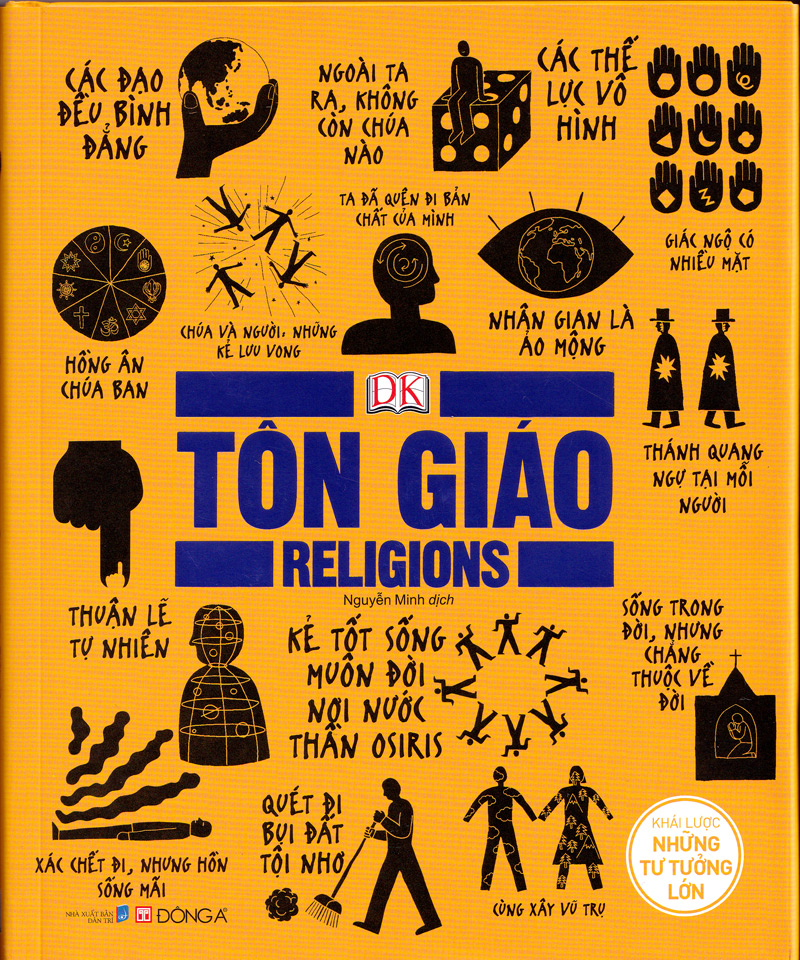 CÁC ĐẠO
ĐỀU BÌNH
ĐẲNG
NGOÀI TA
RA, KHÔNG
CÒN CHÚA
NÀO
CÁC THẾ
LỰC VÔ
HÌNH
TA ĐÃ QUÊN ĐI BẢN
CHẤT CỦA MÌNH
GIÁC NGỘ CÓ
NHIỀU MẶT
CHÚA VÀ NGƯỜI: NHỮNG
KẺ LƯU VONG
NHÂN GIAN LÀ
ẢO MỘNG
HỒNG ÂN
CHÚA BAN
DK
TÔN GIÁO
RELIGIONS
Nguyễn Minh dịch
THÁNH QUANG
NGỰ TẠI MỖI
NGƯỜI
THUẬN LẼ
TỰ NHIÊN
KẺ TỐT SỐNG
MUÔN ĐỜI
NƠI NƯỚC
THẦN OSIRIS
SỐNG TRONG
ĐỜI, NHƯNG
CHẲNG
THUỘC VỀ
ĐỜI
XÁC CHẾT ĐI, NHƯNG HỒN
SỐNG MÃI
QUÉT ĐI
BỤI ĐẤT
TỘI NHƠ
CÙNG XÂY VŨ TRỤ
KHÁI LƯỢC
NHỮNG
TƯ TƯỞNG
LỚN
NHÀ XUẤT BẢN
DÂN TRÍ
ĐÔNG A